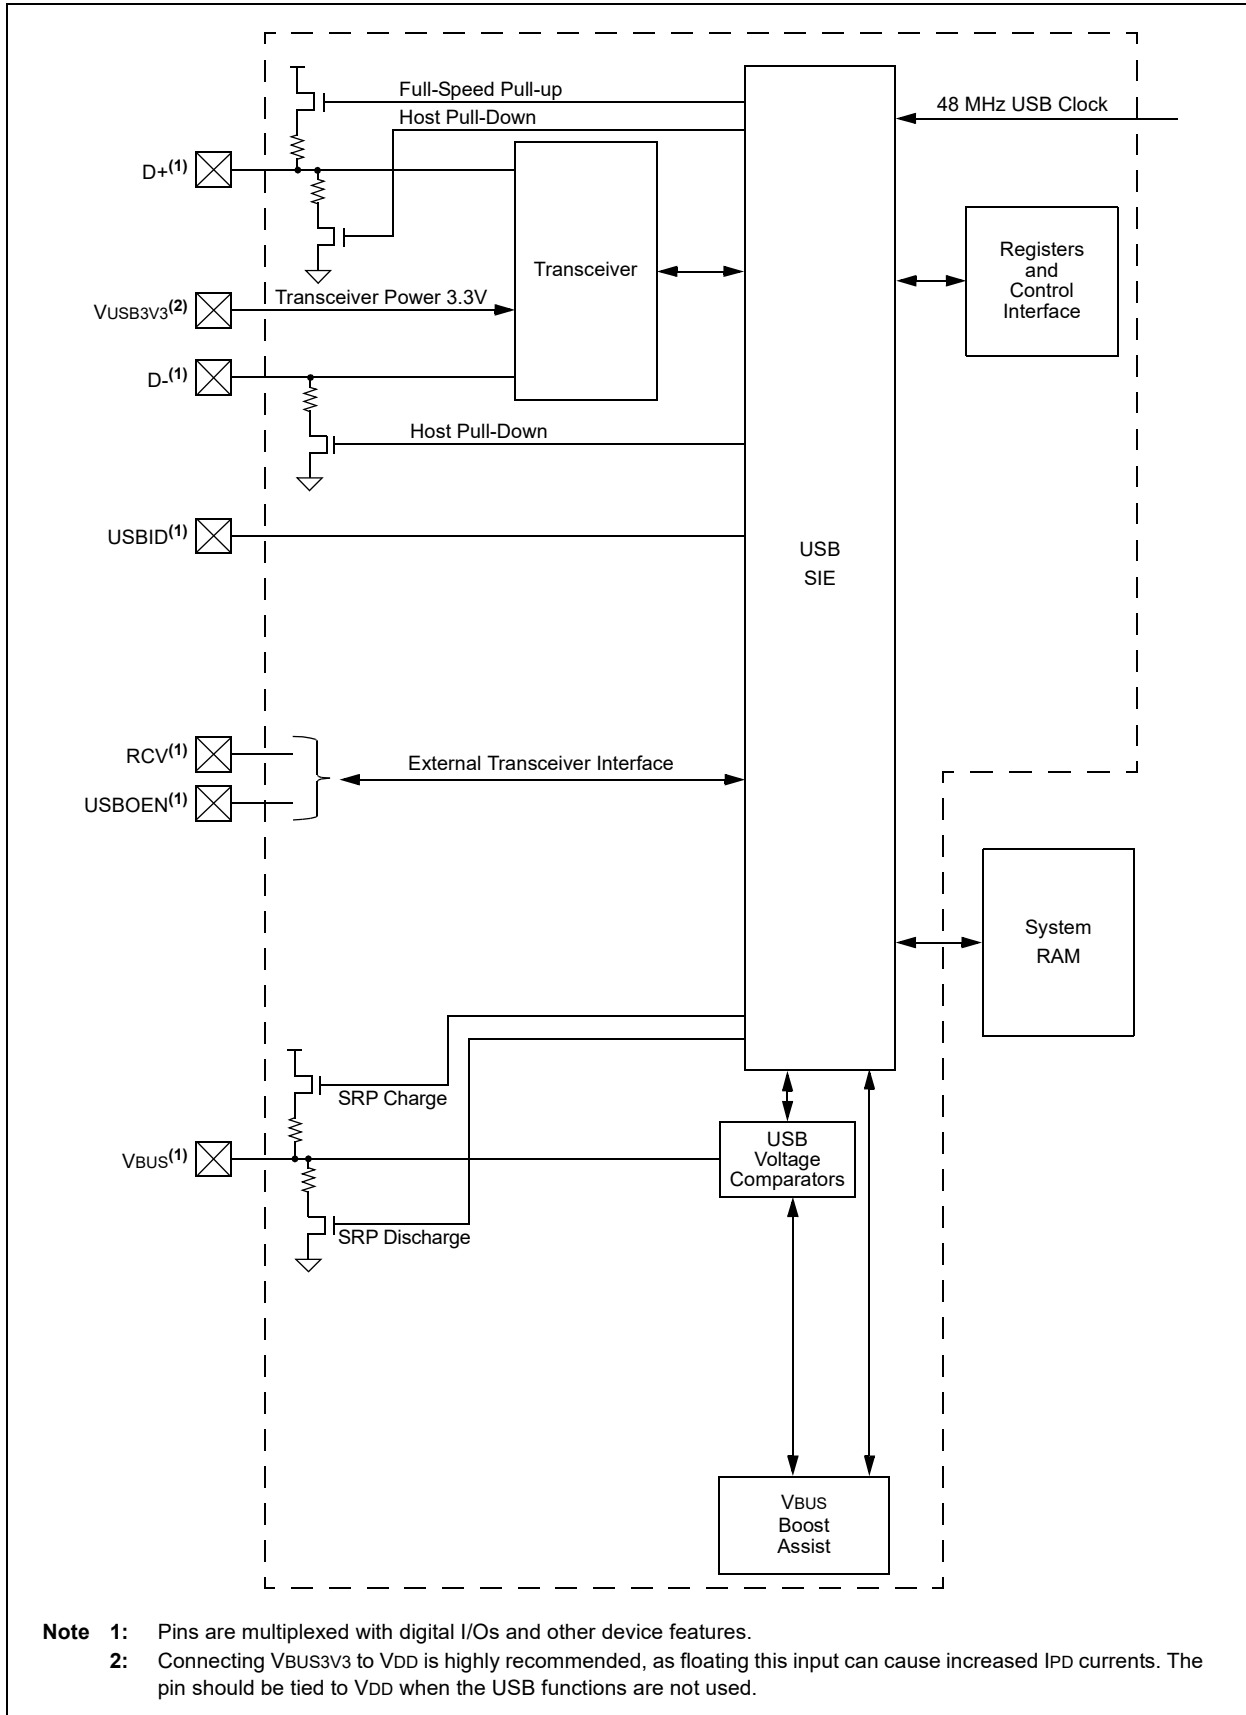 Full-Speed Pull-up
48 MHz USB Clock
Host Pull-Down
D+(1)
Transceiver
Registers
and
Control
Interface
Transceiver Power 3.3V
VUSB3V3(2)
D-(1)
Host Pull-Down
USBID(1)
USB
SIE
RCV(1)
External Transceiver Interface
USBOEN(1)
System
RAM
SRP Charge
VBUS(1)
USB
Voltage
Comparators
SRP Discharge
VBUS
Boost
Assist
Note 1: Pins are multiplexed with digital I/Os and other device features.
2: Connecting VBUS3V3 to VDD is highly recommended, as floating this input can cause increased IPD currents. The
pin should be tied to VDD when the USB functions are not used.